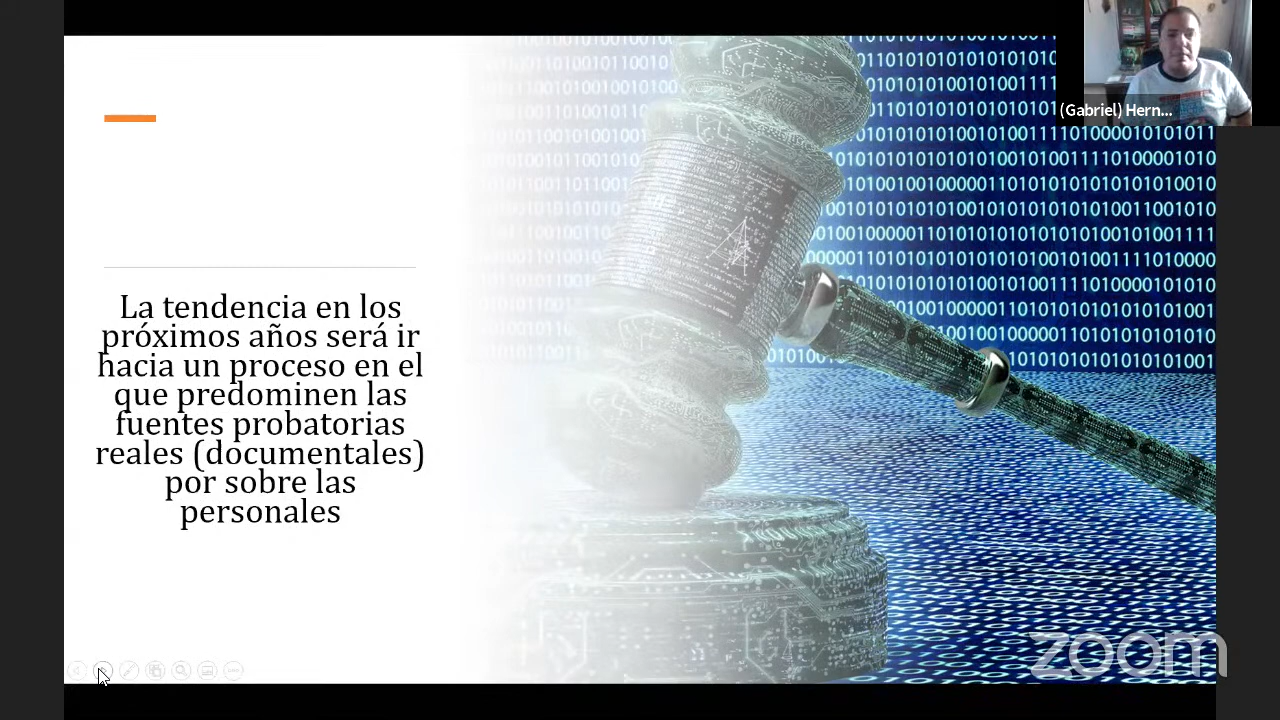 (Gabriel) Hern...
La tendencia en los
próximos años será ir
hacia un proceso en el
que predominen las
fuentes probatorias
reales (documentales)
por sobre las
personales
zoom